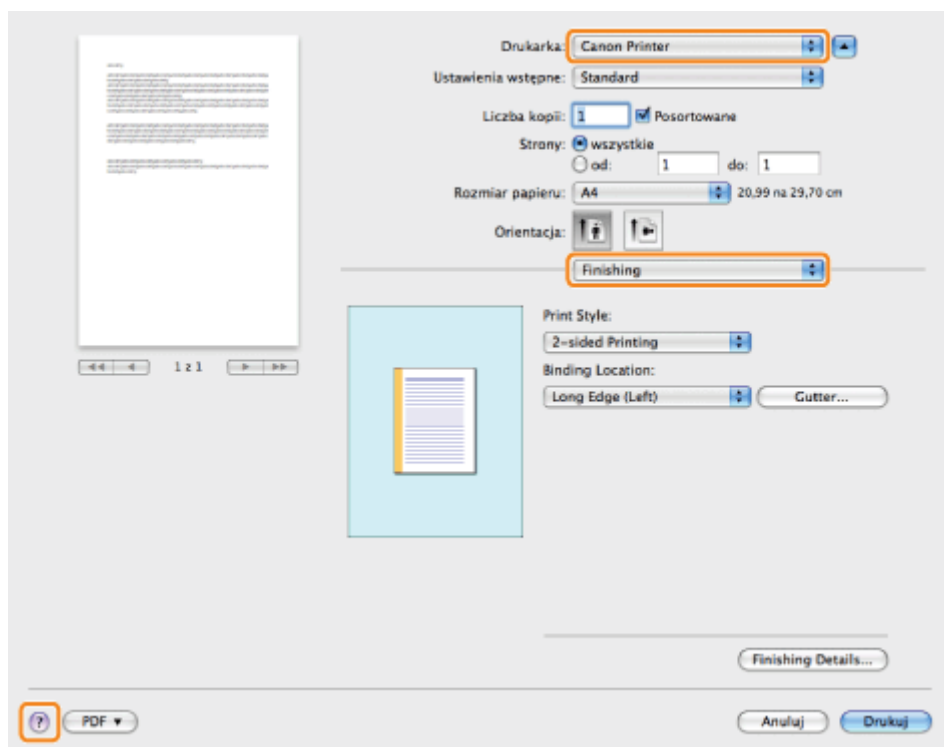 Drukarka: Canon Printer
Ustawienia wstępne: Standard
Liczba kopii: 1 Posortowane
Strony: wszystkie
od: 1 do: 1
Rozmiar papieru: A4 20,99 na 29,70 cm
Orientacja:
Finishing
Print Style:
2-sided Printing
Binding Location:
Long Edge (Left) Gutter...
1 z 1
Finishing Details...
? PDF Anuluj Drukuj